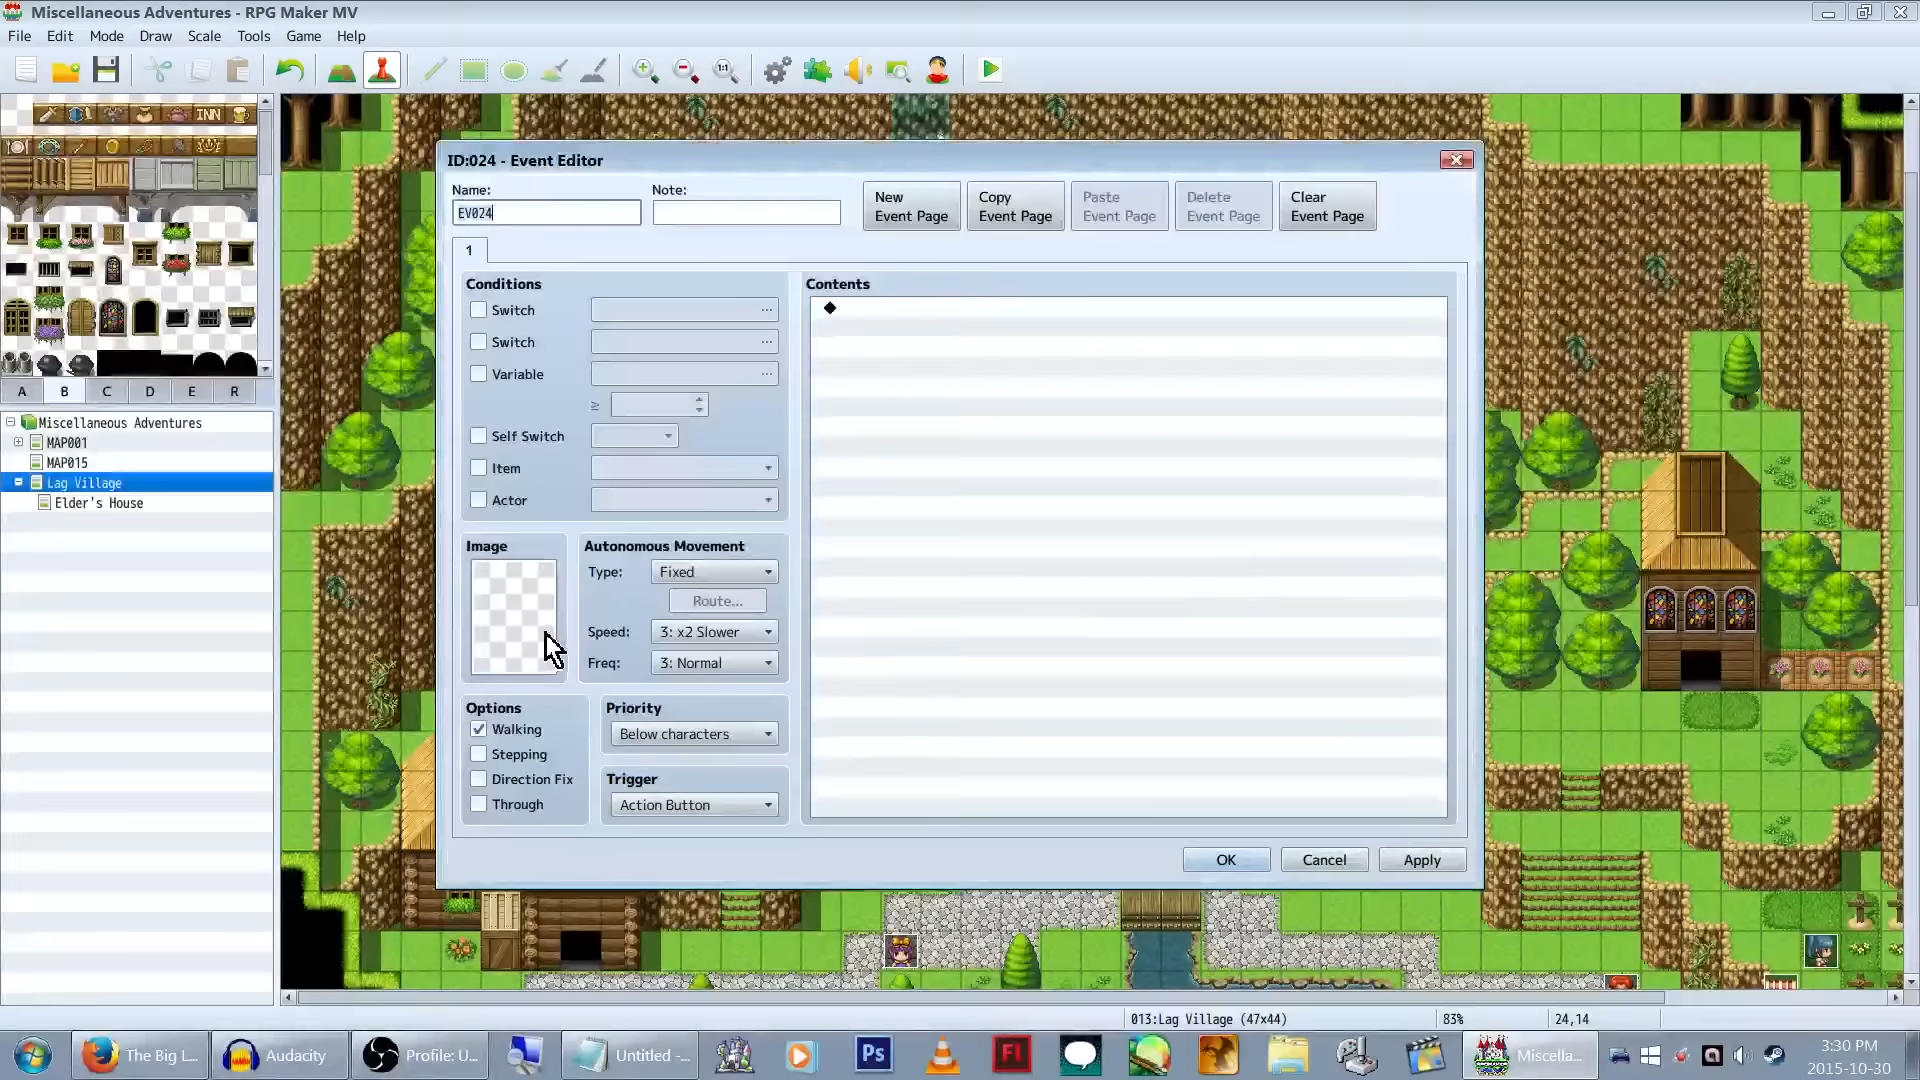 Miscellaneous Adventures - RPG Maker MV
File Edit Mode Draw Scale Tools Game Help
1:1
INN
A B C D E R
Miscellaneous Adventures
MAP001
MAP015
Lag Village
Elder's House
ID:024 - Event Editor
Name: Note:
EV024
New Event Page
Copy Event Page
Paste Event Page
Delete Event Page
Clear Event Page
1
Conditions
Switch ...
Switch ...
Variable ...
≥
Self Switch
Item
Actor
Image
Autonomous Movement
Type: Fixed
Route...
Speed: 3: x2 Slower
Freq: 3: Normal
Options
Walking
Stepping
Direction Fix
Through
Priority
Below characters
Trigger
Action Button
Contents
◆
OK Cancel Apply
013:Lag Village (47x44) 83% 24,14
The Big L... Audacity Profile: U... Untitled -... Ps Fl Miscella...
3:30 PM
2015-10-30